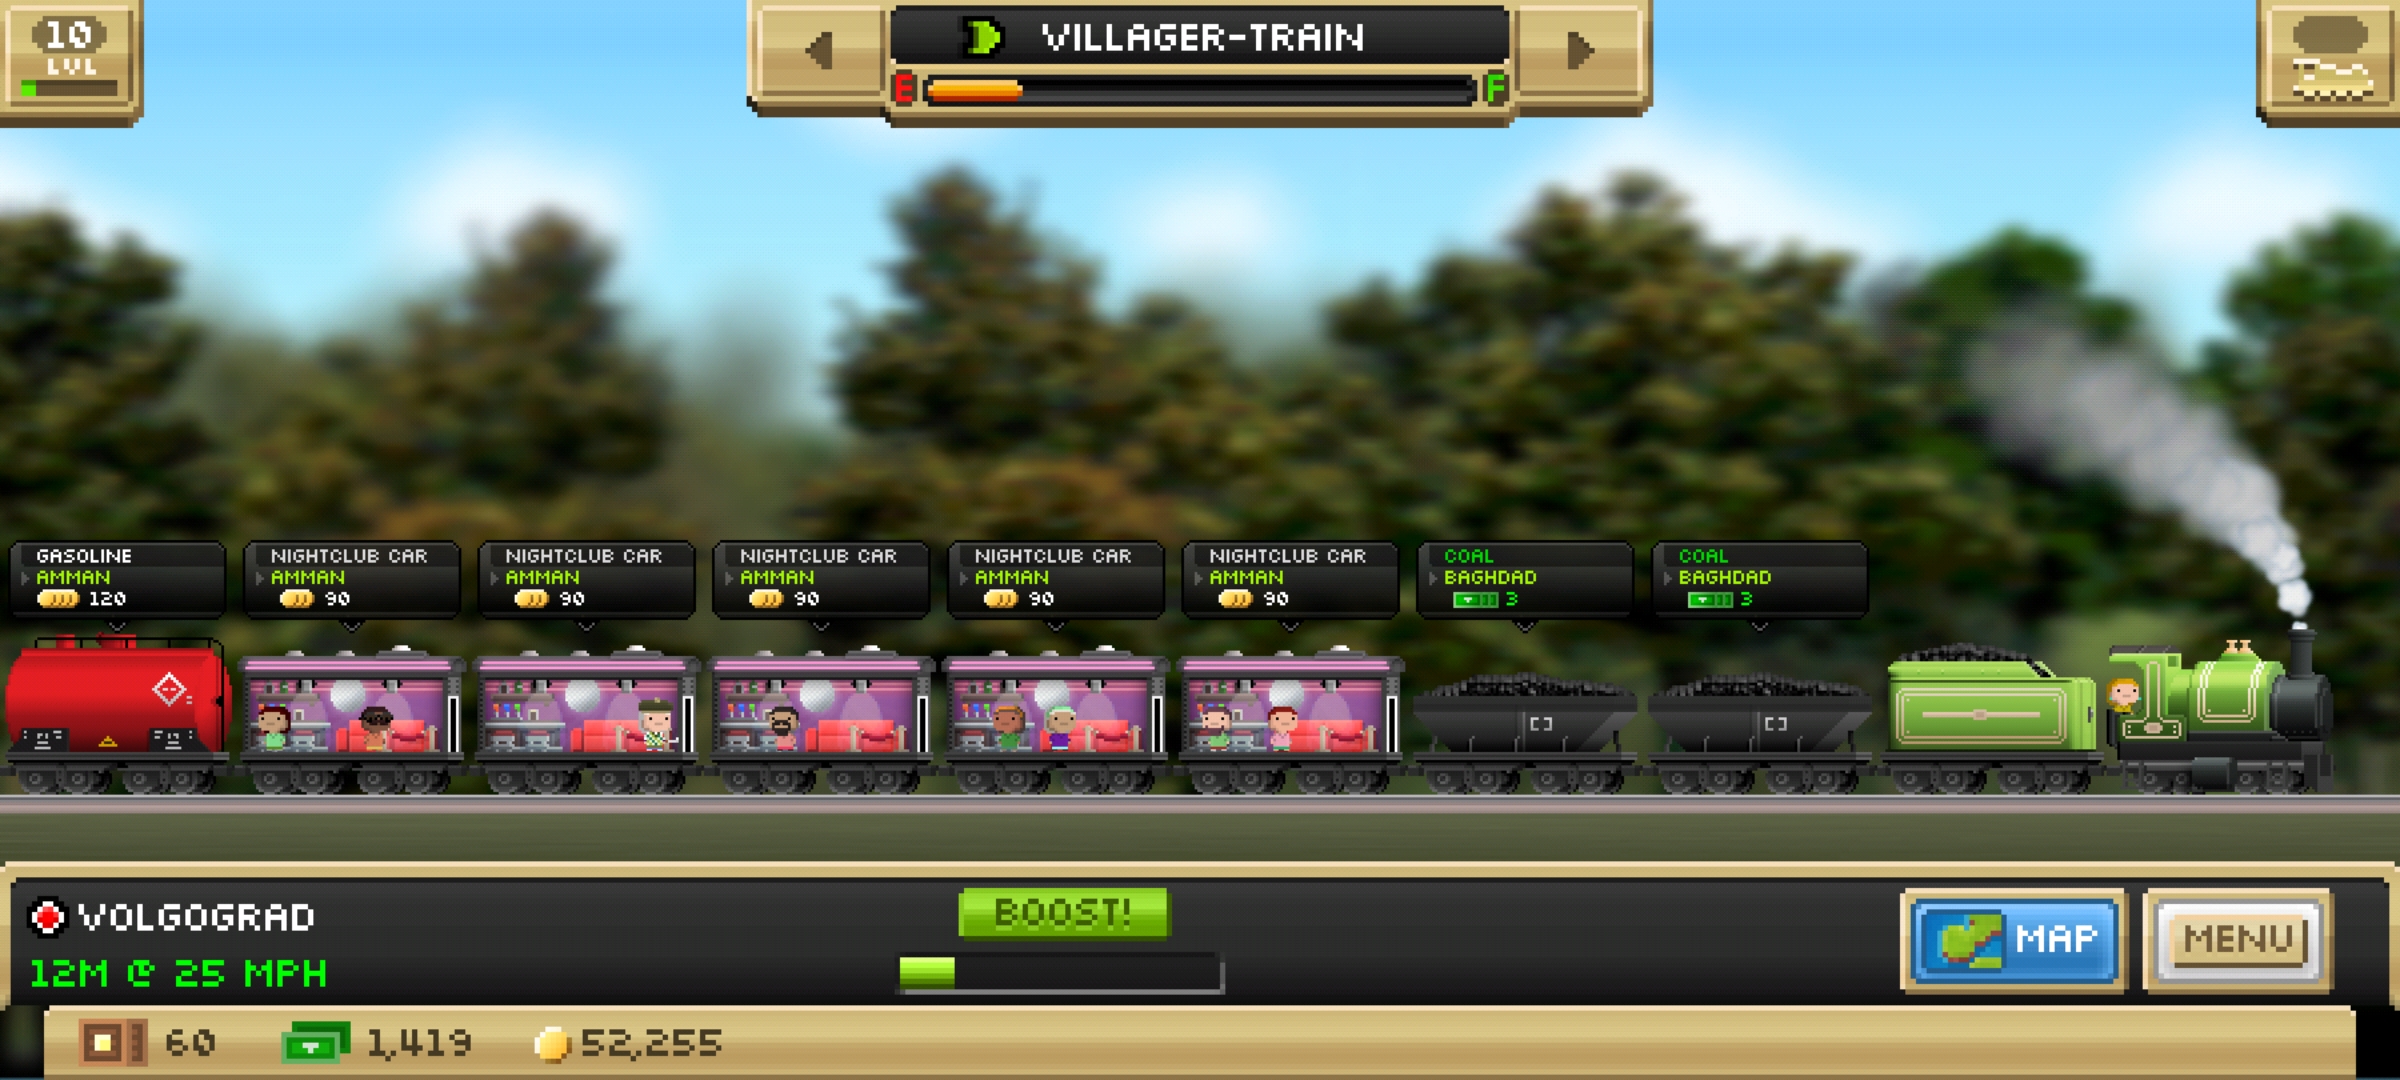 10
LVL
VILLAGER-TRAIN
E F
GASOLINE
AMMAN
120
NIGHTCLUB CAR
AMMAN
90
NIGHTCLUB CAR
AMMAN
90
NIGHTCLUB CAR
AMMAN
90
NIGHTCLUB CAR
AMMAN
90
NIGHTCLUB CAR
AMMAN
90
COAL
BAGHDAD
3
COAL
BAGHDAD
3
VOLGOGRAD
12M @ 25 MPH
BOOST!
MAP
MENU
60
1,419
52,255